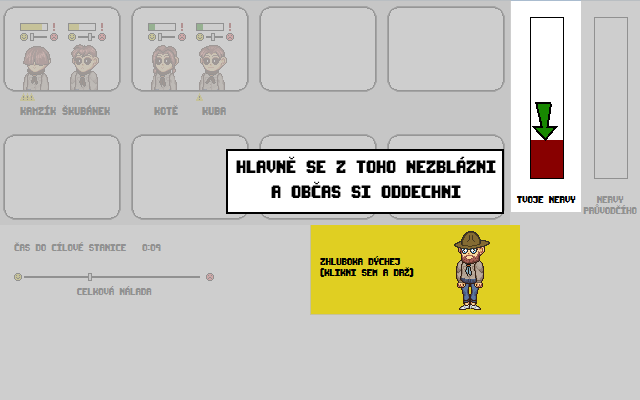 KAMZÍK ŠKUBÁNEK
KOTĚ KUBA
HLAVNĚ SE Z TOHO NEZBLÁZNI
A OBČAS SI ODDECHNI
TVOJE NERVY
NERVY
PRŮVODČÍHO
ČAS DO CÍLOVÉ STANICE 0:09
CELKOVÁ NÁLADA
ZHLUBOKA DÝCHEJ
(KLIKNI SEM A DRŽ)